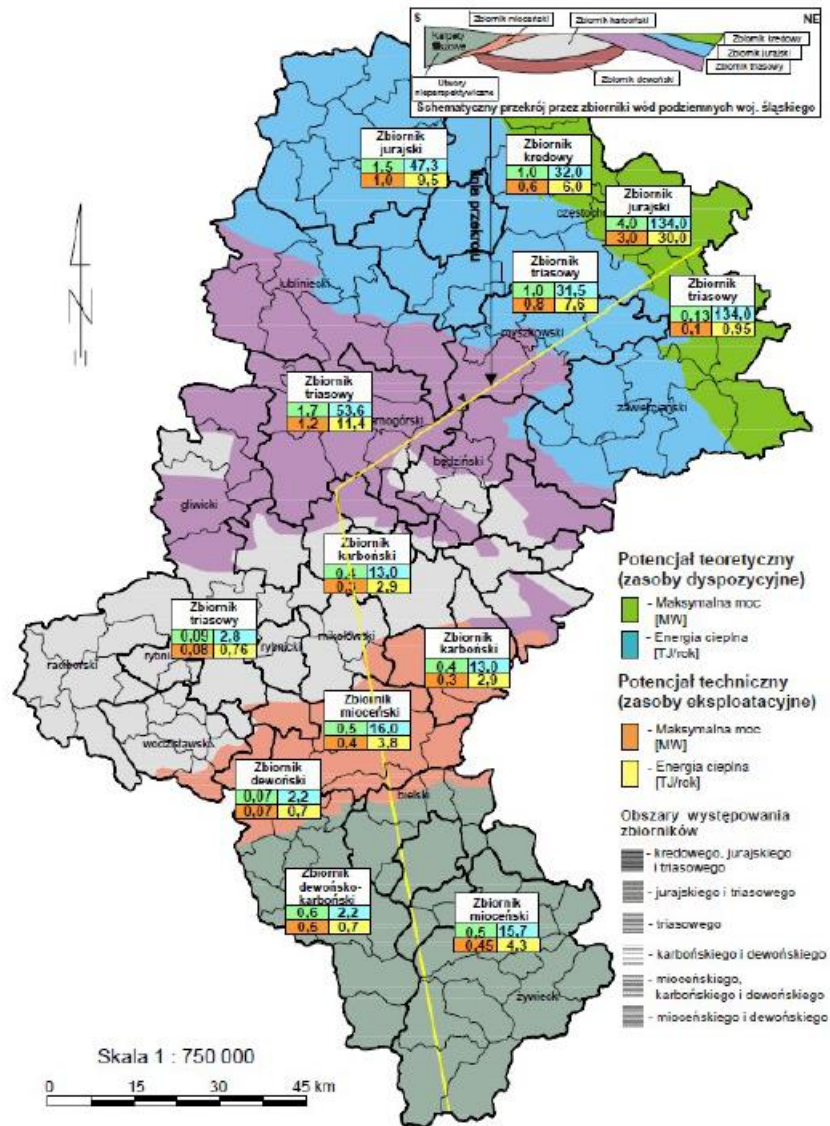 S
NE
Zbiornik mioceński
Zbiornik karboński
Karpaty
fliszowe
Zbiornik kredowy
Zbiornik jurajski
Zbiornik triasowy
Utwory
nieperspektywiczne
Zbiornik dewoński
Schematyczny przekrój przez zbiorniki wód podziemnych woj. śląskiego
Zbiornik
jurajski
1,5 47,3
1,0 9,5
Zbiornik
kredowy
1,0 32,0
0,6 6,0
linia przekroju
Zbiornik
jurajski
4,0 134,0
3,0 30,0
Zbiornik
triasowy
1,0 31,5
0,8 7,6
lubliniecki
Zbiornik
triasowy
0,13 134,0
0,1 0,95
myszkowski
Zbiornik
triasowy
1,7 53,6
1,2 11,4
zawierciański
będziński
gliwicki
Zbiornik
karboński
0,4 13,0
0,3 2,9
Zbiornik
triasowy
0,09 2,8
0,08 0,76
mikołowski
raciborski
rybnicki
Zbiornik
karboński
0,4 13,0
0,3 2,9
wodzisławski
Zbiornik
mioceński
0,5 16,0
0,4 3,8
Zbiornik
dewoński
0,07 2,2
0,07 0,7
bielski
Zbiornik
dewońsko-
karboński
0,6 2,2
0,5 0,7
Zbiornik
mioceński
0,5 15,7
0,45 4,3
żywiecki
Potencjał teoretyczny
(zasoby dyspozycyjne)
- Maksymalna moc
[MW]
- Energia cieplna
[TJ/rok]
Potencjał techniczny
(zasoby eksploatacyjne)
- Maksymalna moc
[MW]
- Energia cieplna
[TJ/rok]
Obszary występowania
zbiorników
- kredowego, jurajskiego
i triasowego
- jurajskiego i triasowego
- triasowego
- karbońskiego i dewońskiego
- mioceńskiego,
karbońskiego i dewońskiego
- mioceńskiego i dewońskiego
Skala 1 : 750 000
0 15 30 45 km